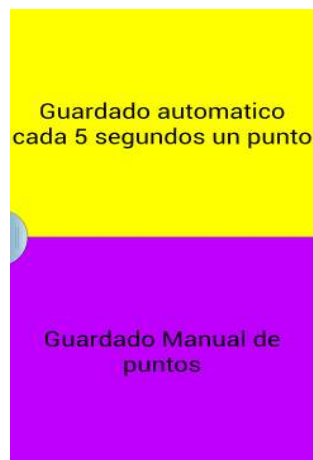 Guardado automatico
cada 5 segundos un punto
Guardado Manual de
puntos